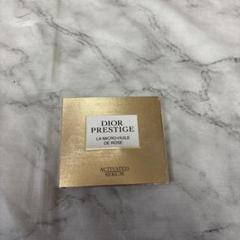 DIOR
PRESTIGE
LA MICRO-HUILE
DE ROSE
ACTIVATED
SERUM